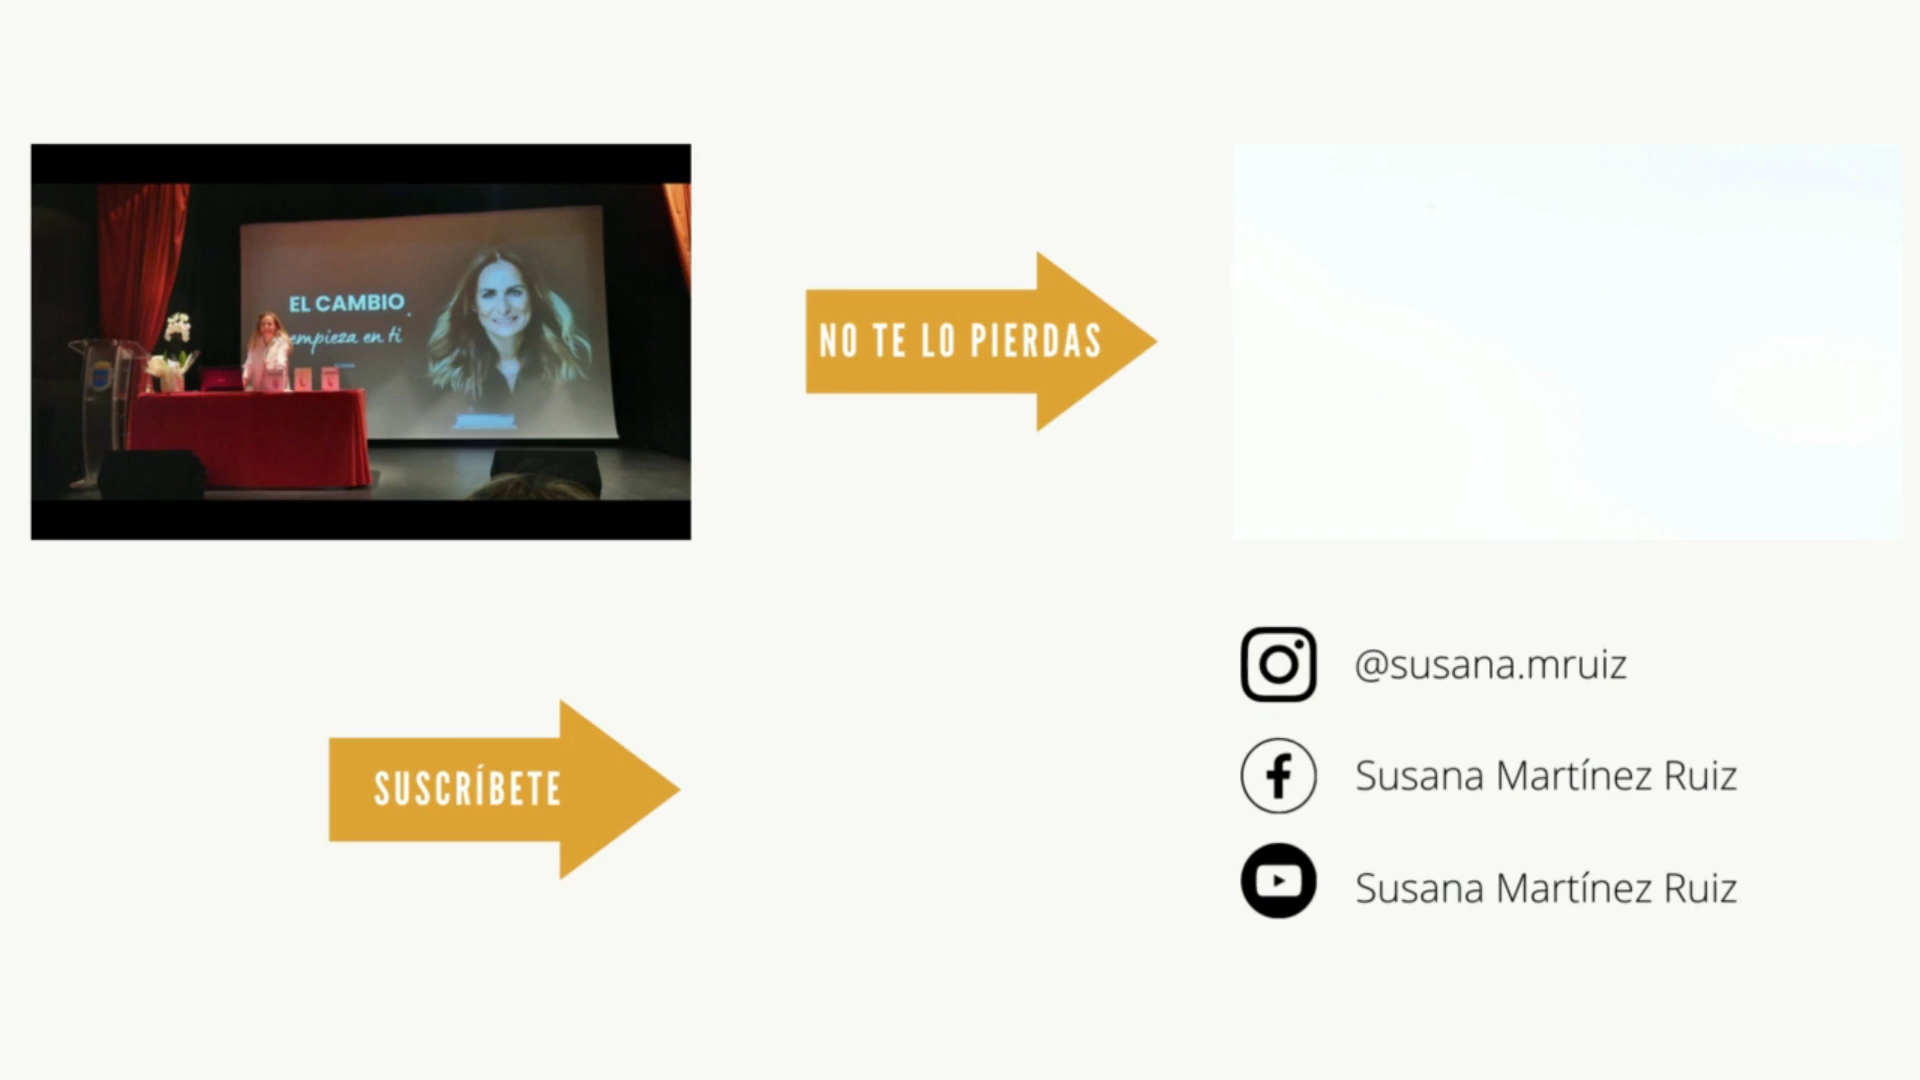 EL CAMBIO
empieza en ti
NO TE LO PIERDAS
SUSCRÍBETE
@susana.mruiz
Susana Martínez Ruiz
Susana Martínez Ruiz